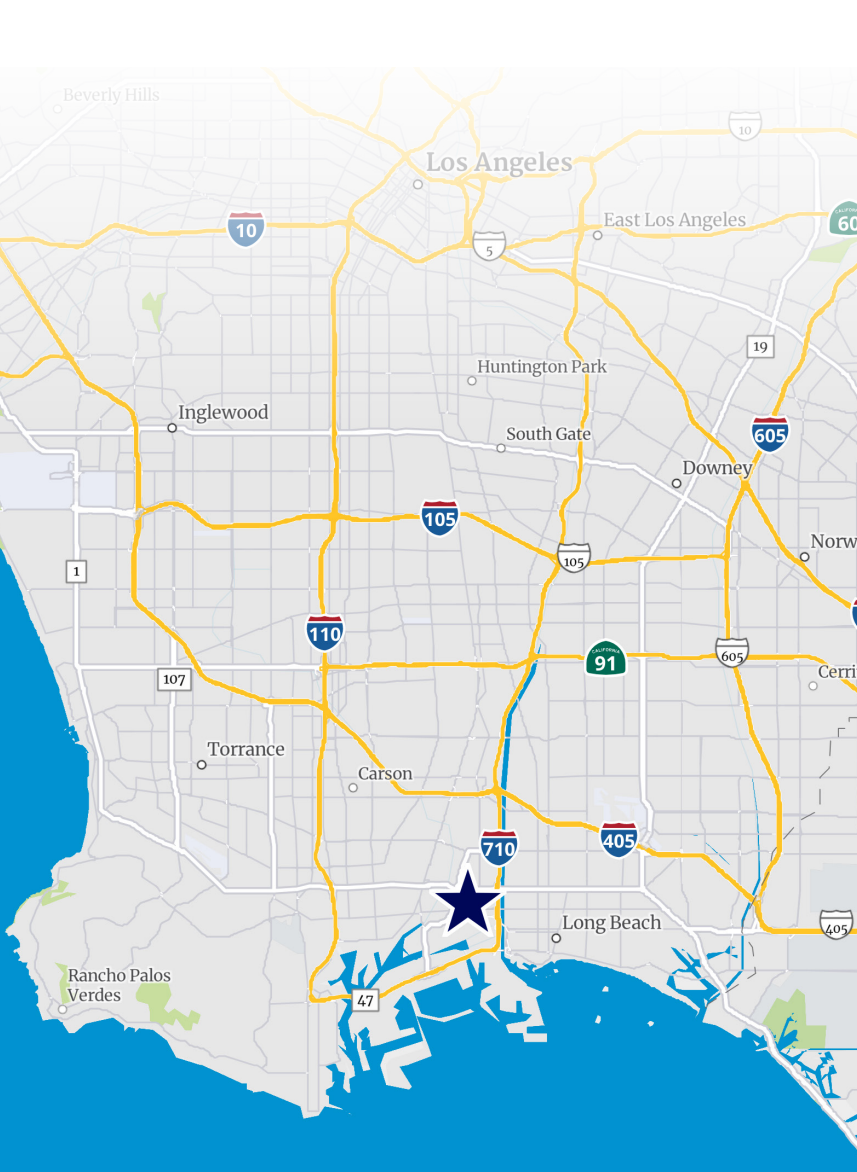 Beverly Hills
10
Los Angeles
East Los Angeles
CALIFORNIA
60
10
5
19
Huntington Park
Inglewood
South Gate
605
Downey
105
105
Norw
1
110
CALIFORNIA
91
605
Cerri
107
Torrance
Carson
710
405
Long Beach
405
Rancho Palos
Verdes
47